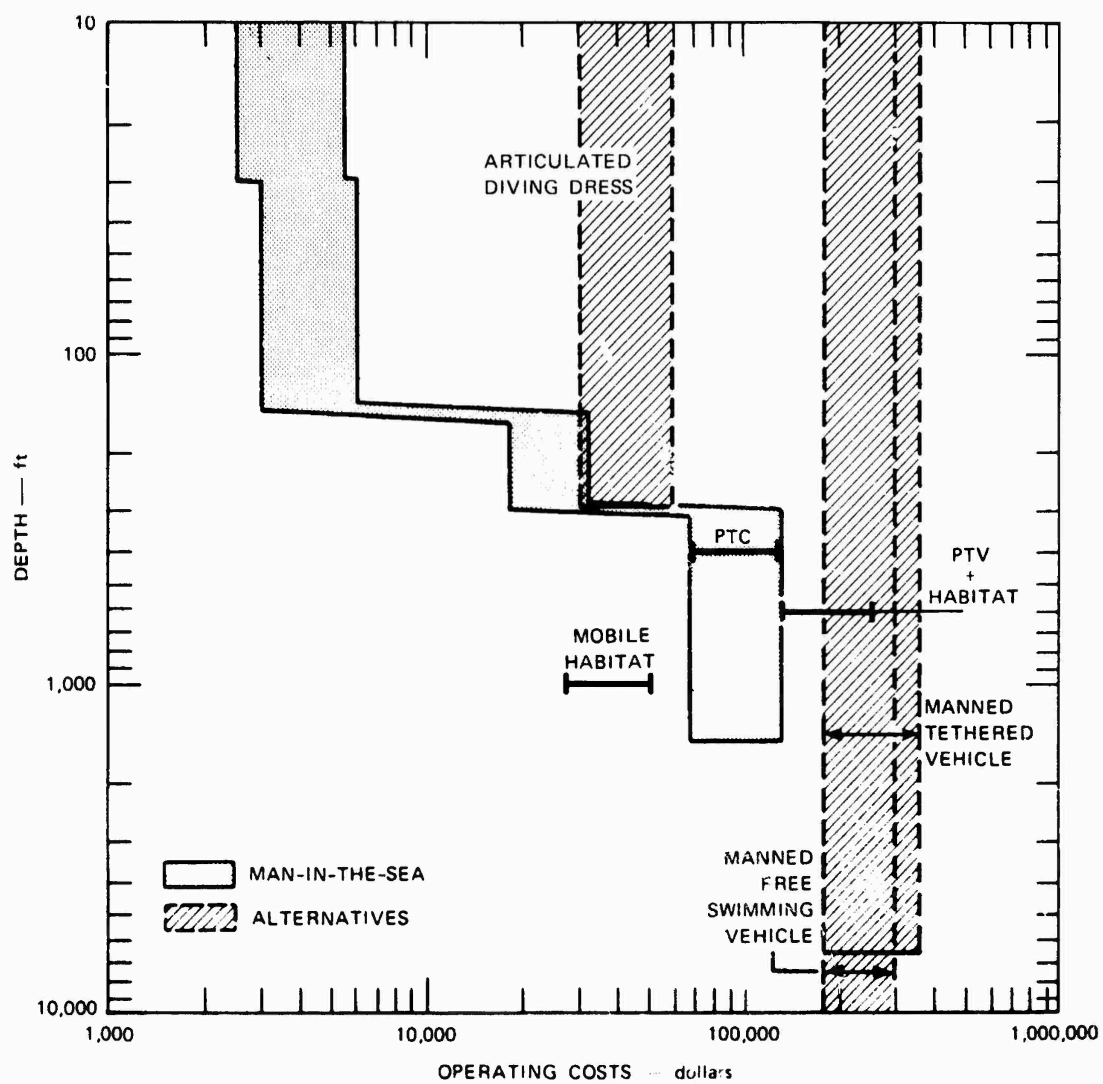 10
ARTICULATED
DIVING DRESS
100
DEPTH — ft
PTC
PTV
+
HABITAT
MOBILE
HABITAT
1,000
MANNED
TETHERED
VEHICLE
MANNED
FREE
SWIMMING
VEHICLE
MAN-IN-THE-SEA
ALTERNATIVES
10,000
1,000
10,000
100,000
1,000,000
OPERATING COSTS — dollars